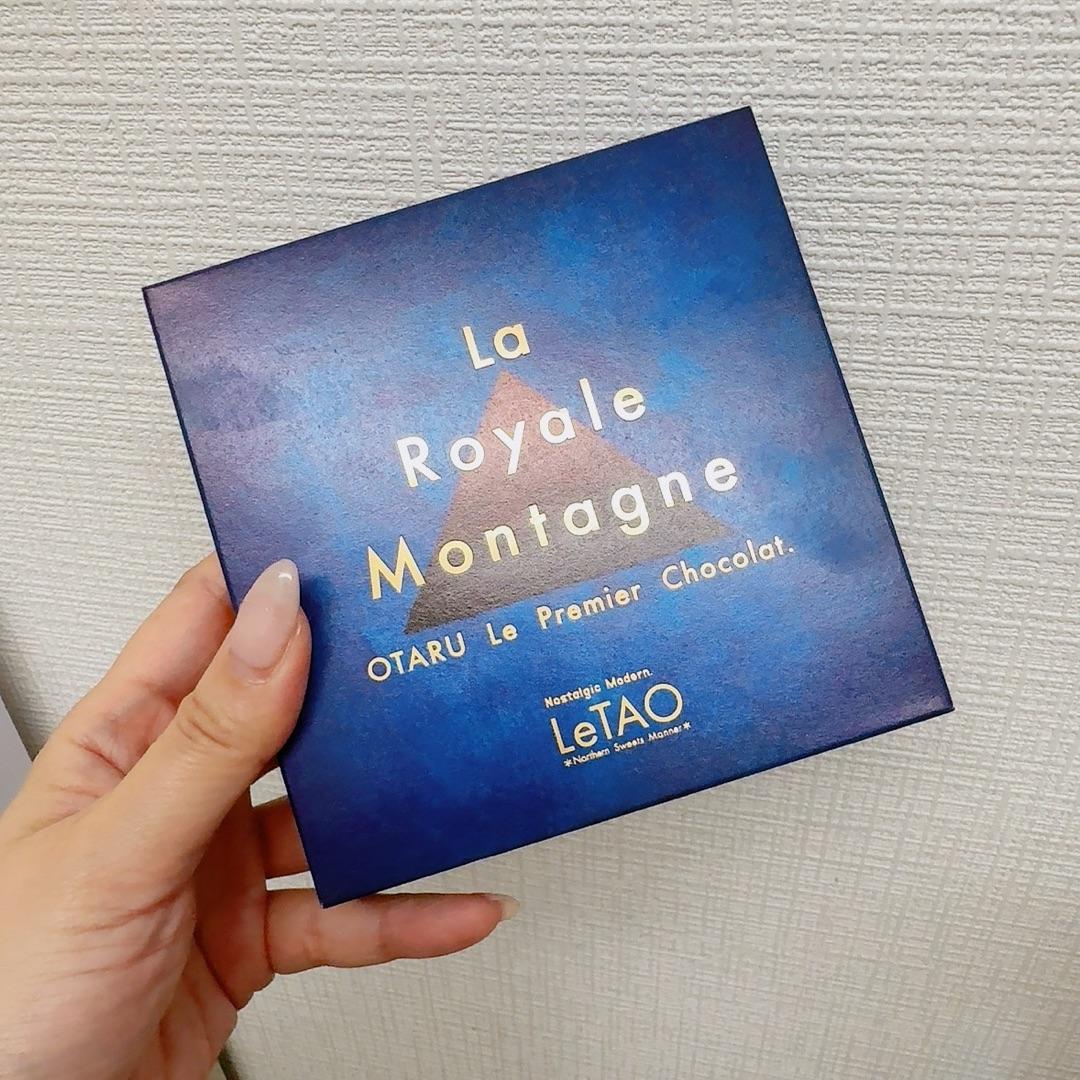 La
Royale
Montagne
OTARU Le Premier Chocolat.
Nostalgic Modern.
LeTAO
*Northern Sweets Manner*